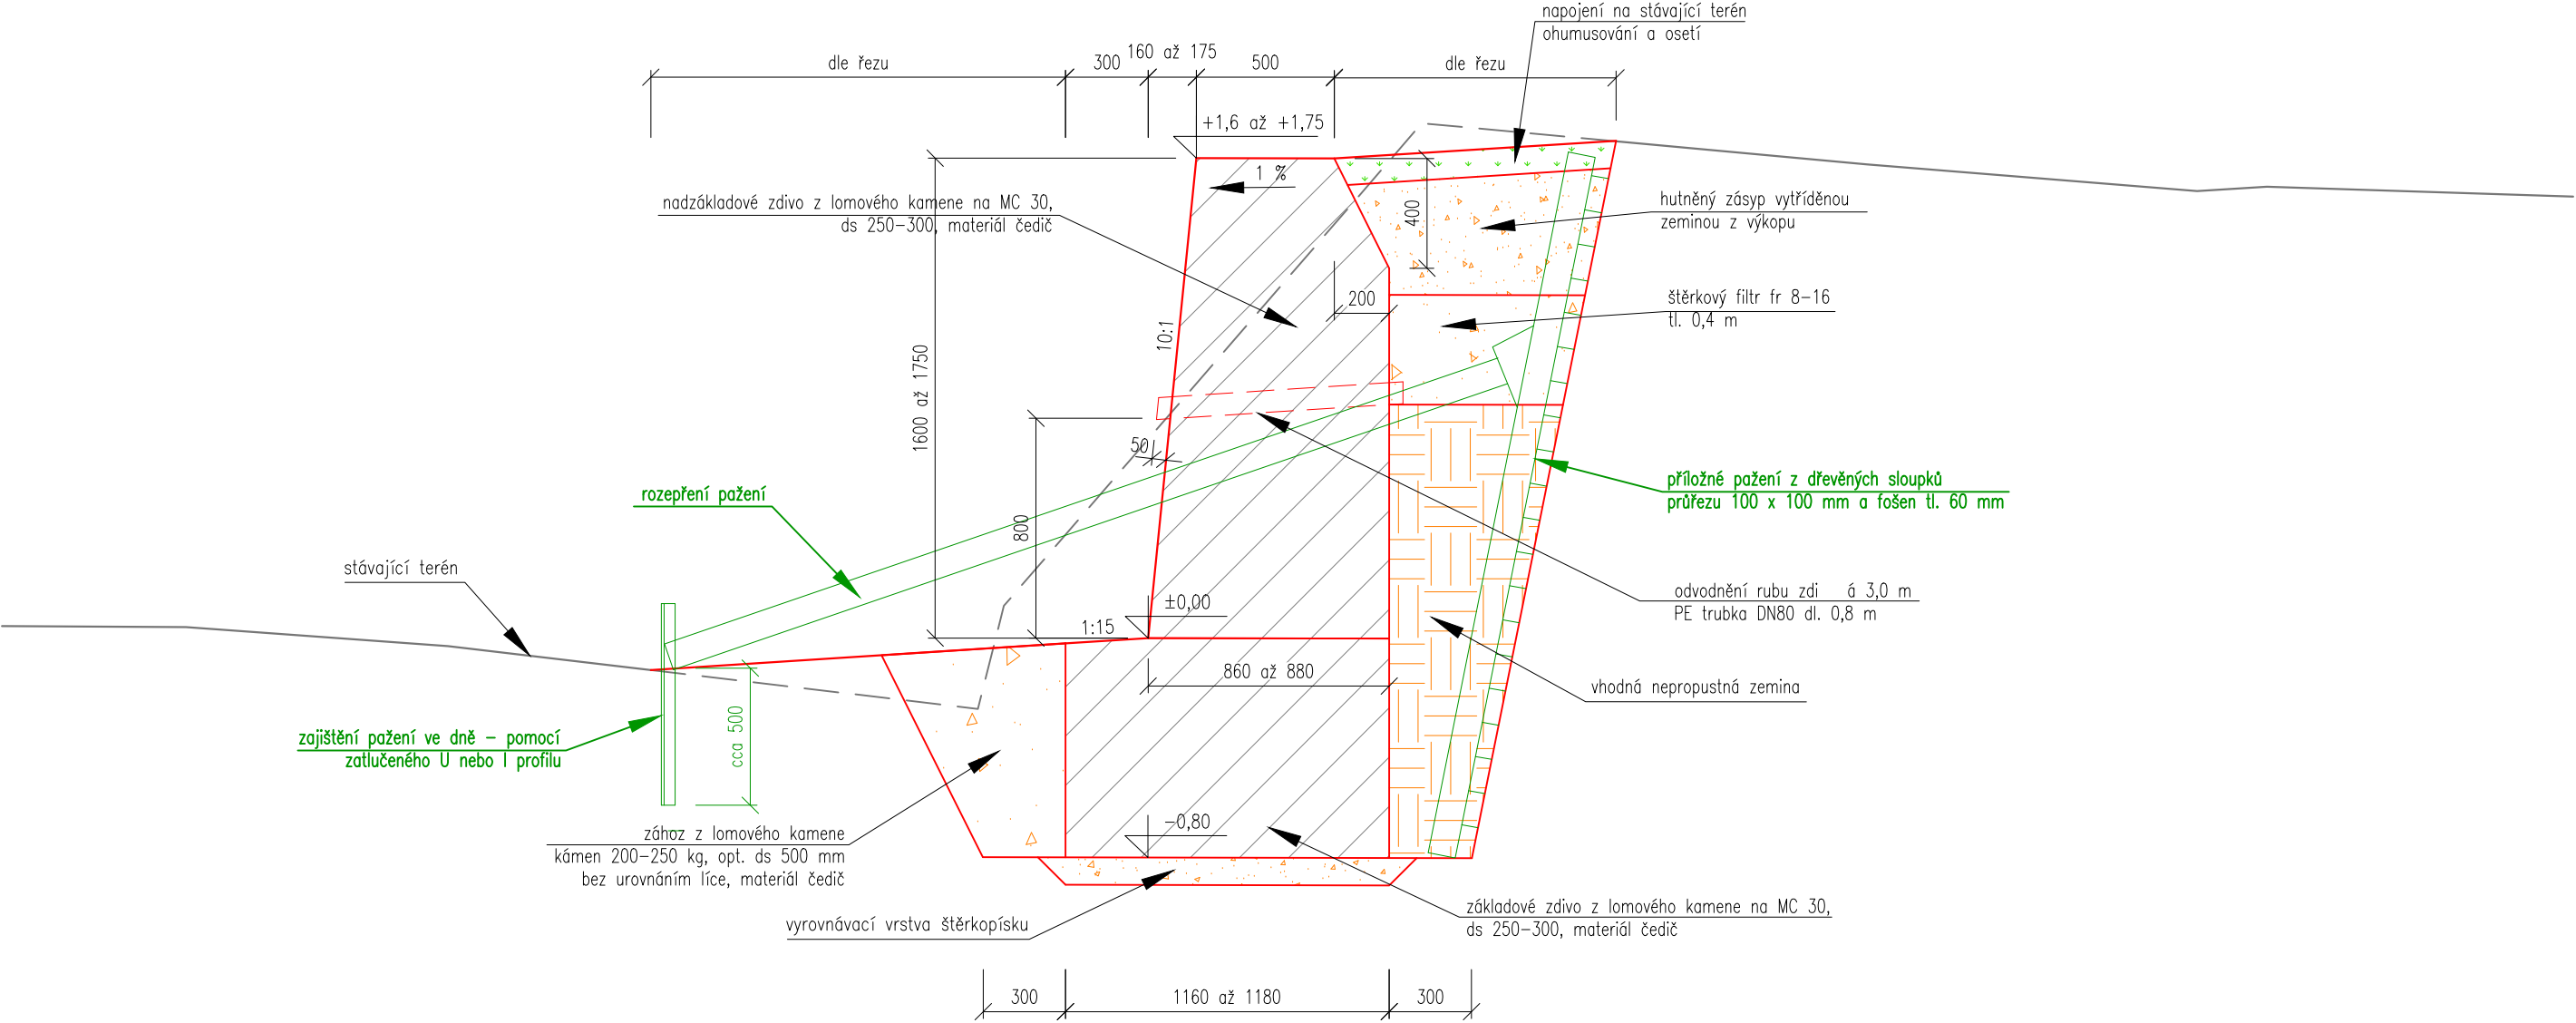 napojení na stávající terén
ohumusování a osetí
dle řezu
300
160 až 175
500
dle řezu
+1,6 až +1,75
1 %
nadzákladové zdivo z lomového kamene na MC 30,
ds 250-300, materiál čedič
400
hutněný zásyp vytříděnou
zeminou z výkopu
200
štěrkový filtr fr 8-16
tl. 0,4 m
10:1
1600 až 1750
50
800
rozepření pažení
příložné pažení z dřevěných sloupků
průřezu 100 x 100 mm a fošen tl. 60 mm
stávající terén
±0,00
1:15
odvodnění rubu zdi á 3,0 m
PE trubka DN80 dl. 0,8 m
860 až 880
vhodná nepropustná zemina
cca 500
zajištění pažení ve dně - pomocí
zatlučeného U nebo I profilu
-0,80
zához z lomového kamene
kámen 200-250 kg, opt. ds 500 mm
bez urovnáním líce, materiál čedič
vyrovnávací vrstva štěrkopísku
základové zdivo z lomového kamene na MC 30,
ds 250-300, materiál čedič
300
1160 až 1180
300